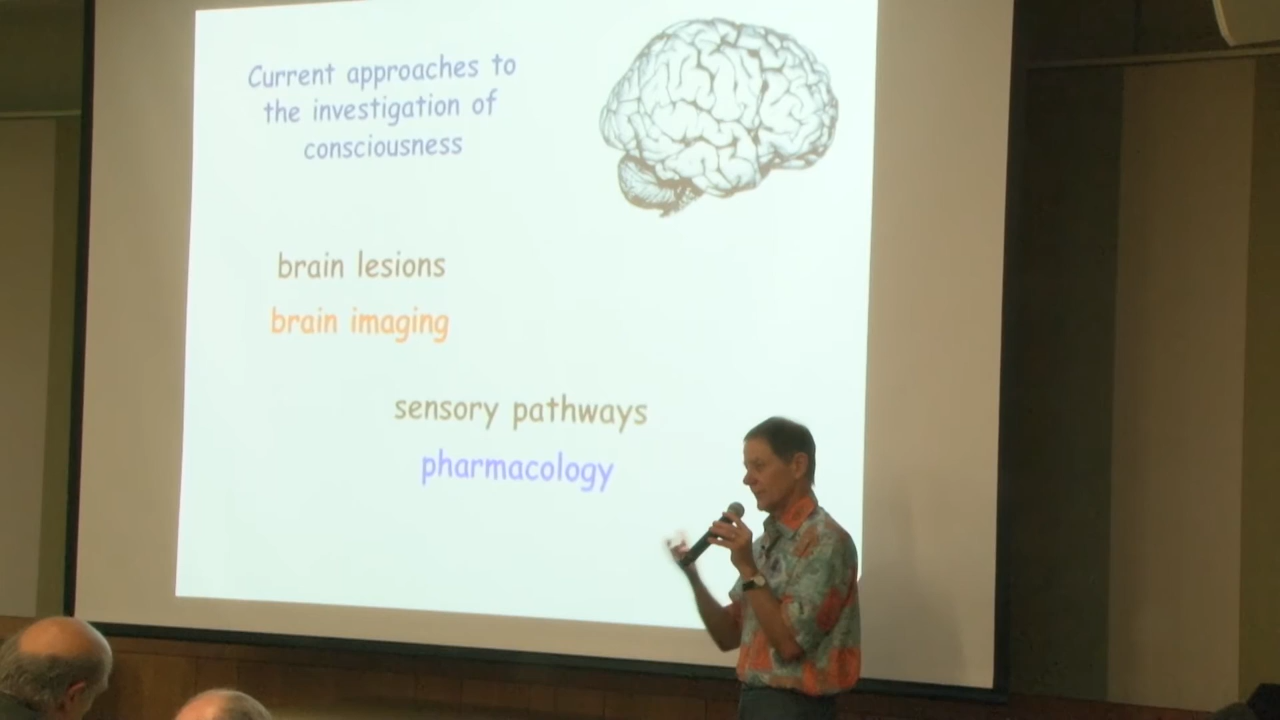 Current approaches to
the investigation of
consciousness
brain lesions
brain imaging
sensory pathways
pharmacology